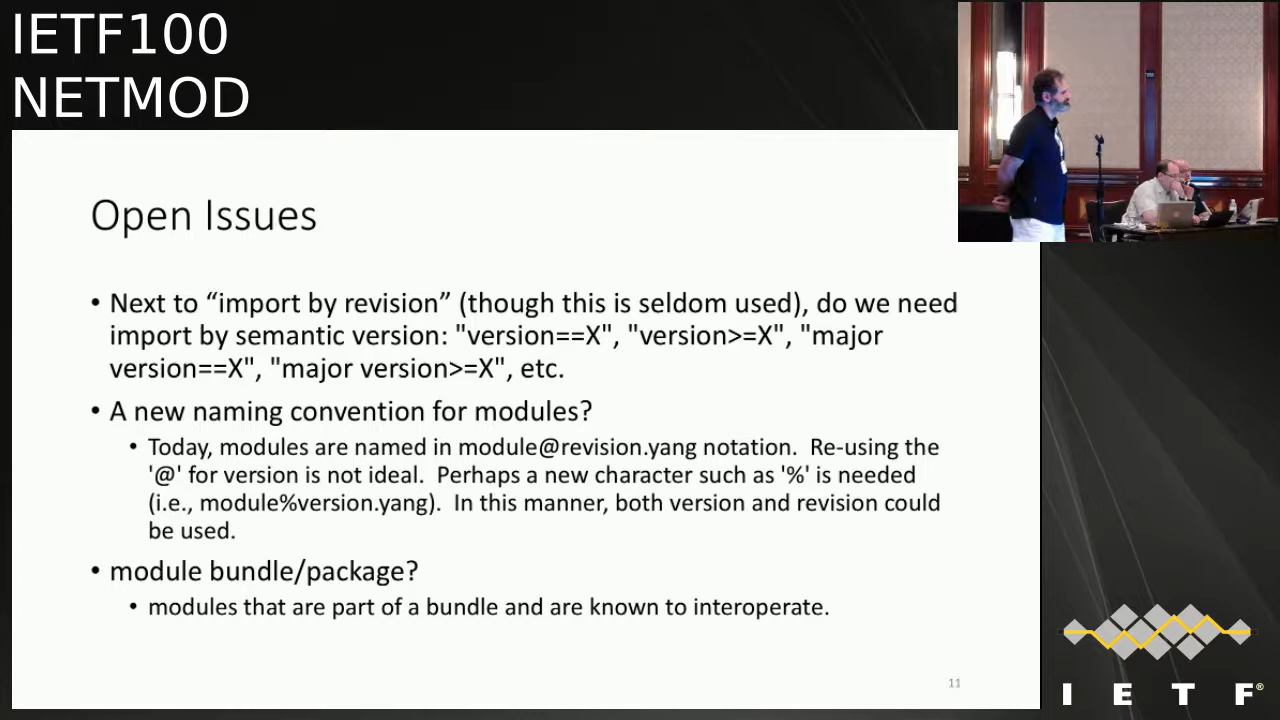 IETF100
NETMOD
Open Issues
• Next to “import by revision” (though this is seldom used), do we need
import by semantic version: "version==X", "version>=X", "major
version==X", "major version>=X", etc.
• A new naming convention for modules?
• Today, modules are named in module@revision.yang notation.  Re-using the
'@' for version is not ideal.  Perhaps a new character such as '%' is needed
(i.e., module%version.yang).  In this manner, both version and revision could
be used.
• module bundle/package?
• modules that are part of a bundle and are known to interoperate.
11
I E T F®